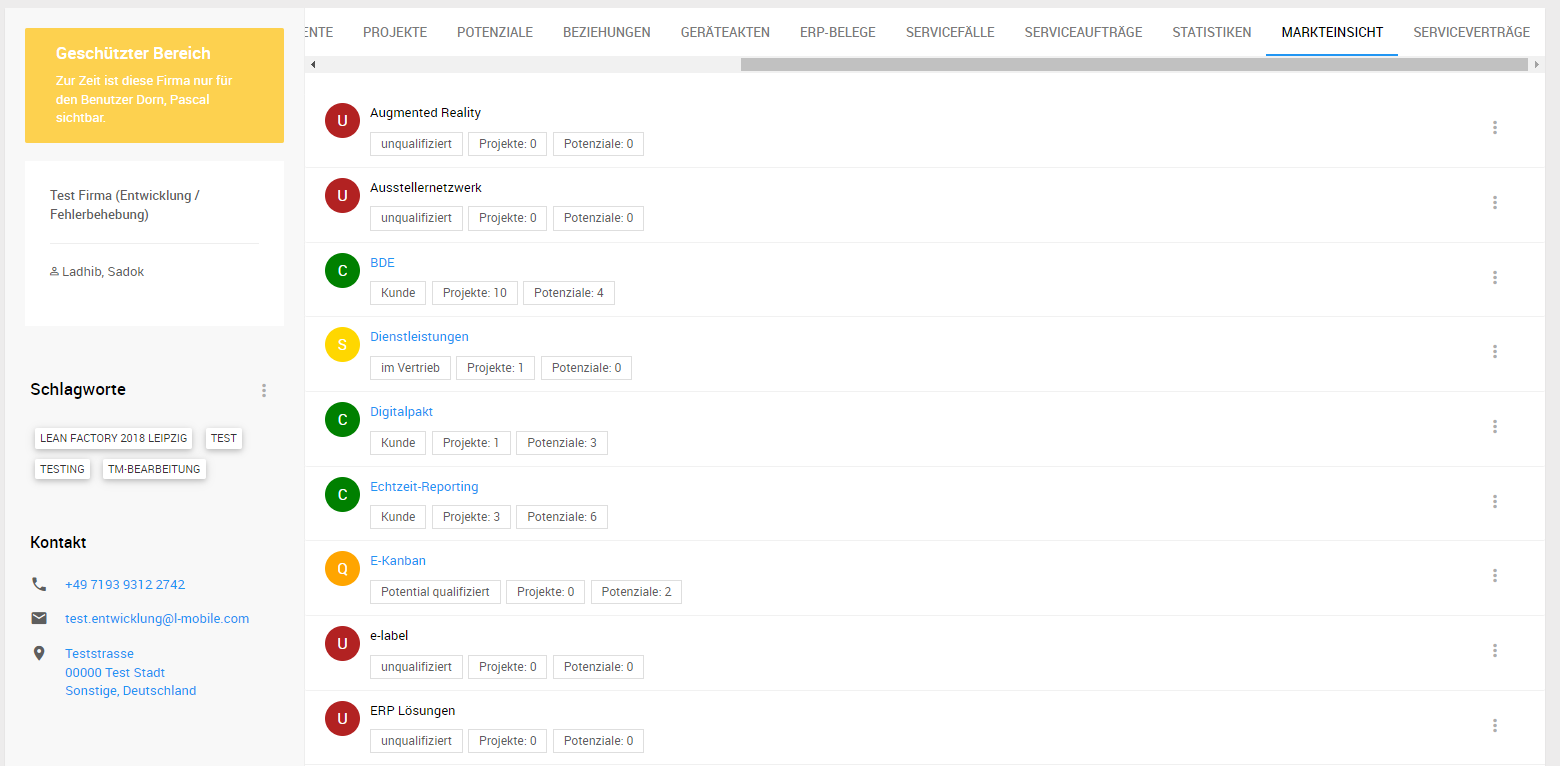 Geschützter Bereich
Zur Zeit ist diese Firma nur für
den Benutzer Dorn, Pascal
sichtbar.
Test Firma (Entwicklung /
Fehlerbehebung)
Ladhib, Sadok
Schlagworte
LEAN FACTORY 2018 LEIPZIG TEST
TESTING TM-BEARBEITUNG
Kontakt
+49 7193 9312 2742
test.entwicklung@l-mobile.com
Teststrasse
00000 Test Stadt
Sonstige, Deutschland
ENTE PROJEKTE POTENZIALE BEZIEHUNGEN GERÄTEAKTEN ERP-BELEGE SERVICEFÄLLE SERVICEAUFTRÄGE STATISTIKEN MARKTEINSICHT SERVICEVERTRÄGE
U Augmented Reality
unqualifiziert Projekte: 0 Potenziale: 0
U Ausstellernetzwerk
unqualifiziert Projekte: 0 Potenziale: 0
C BDE
Kunde Projekte: 10 Potenziale: 4
S Dienstleistungen
im Vertrieb Projekte: 1 Potenziale: 0
C Digitalpakt
Kunde Projekte: 1 Potenziale: 3
C Echtzeit-Reporting
Kunde Projekte: 3 Potenziale: 6
Q E-Kanban
Potential qualifiziert Projekte: 0 Potenziale: 2
U e-label
unqualifiziert Projekte: 0 Potenziale: 0
U ERP Lösungen
unqualifiziert Projekte: 0 Potenziale: 0